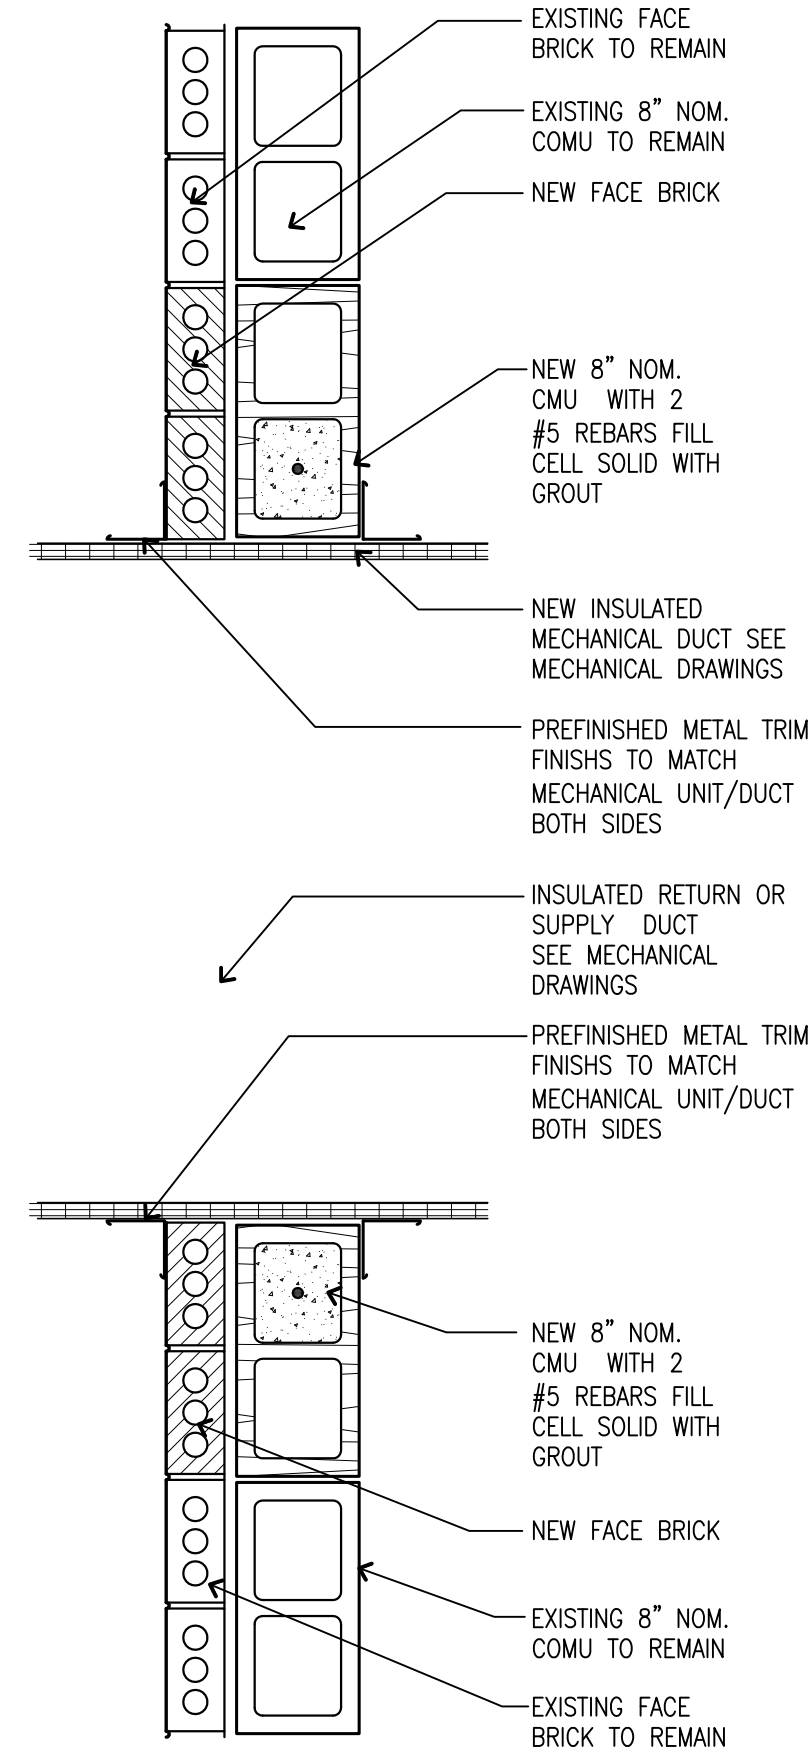 EXISTING FACE
BRICK TO REMAIN
EXISTING 8" NOM.
COMU TO REMAIN
NEW FACE BRICK
NEW 8" NOM.
CMU WITH 2
#5 REBARS FILL
CELL SOLID WITH
GROUT
NEW INSULATED
MECHANICAL DUCT SEE
MECHANICAL DRAWINGS
PREFINISHED METAL TRIM
FINISHS TO MATCH
MECHANICAL UNIT/DUCT
BOTH SIDES
INSULATED RETURN OR
SUPPLY DUCT
SEE MECHANICAL
DRAWINGS
PREFINISHED METAL TRIM
FINISHS TO MATCH
MECHANICAL UNIT/DUCT
BOTH SIDES
NEW 8" NOM.
CMU WITH 2
#5 REBARS FILL
CELL SOLID WITH
GROUT
NEW FACE BRICK
EXISTING 8" NOM.
COMU TO REMAIN
EXISTING FACE
BRICK TO REMAIN